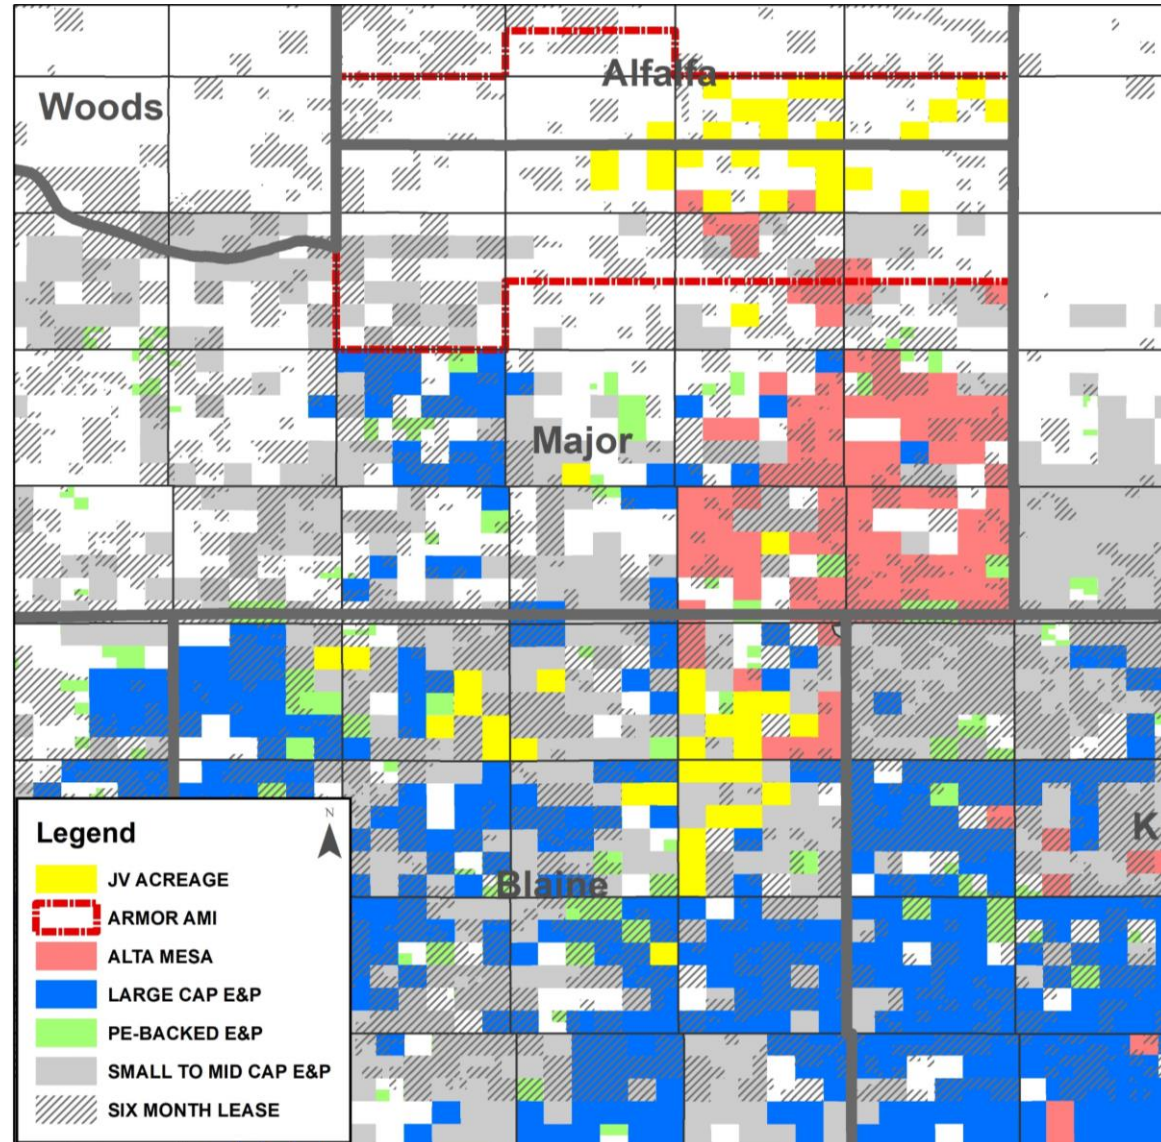 Alfalfa
Woods
Major
K
Blaine
Legend
N
JV ACREAGE
ARMOR AMI
ALTA MESA
LARGE CAP E&P
PE-BACKED E&P
SMALL TO MID CAP E&P
SIX MONTH LEASE